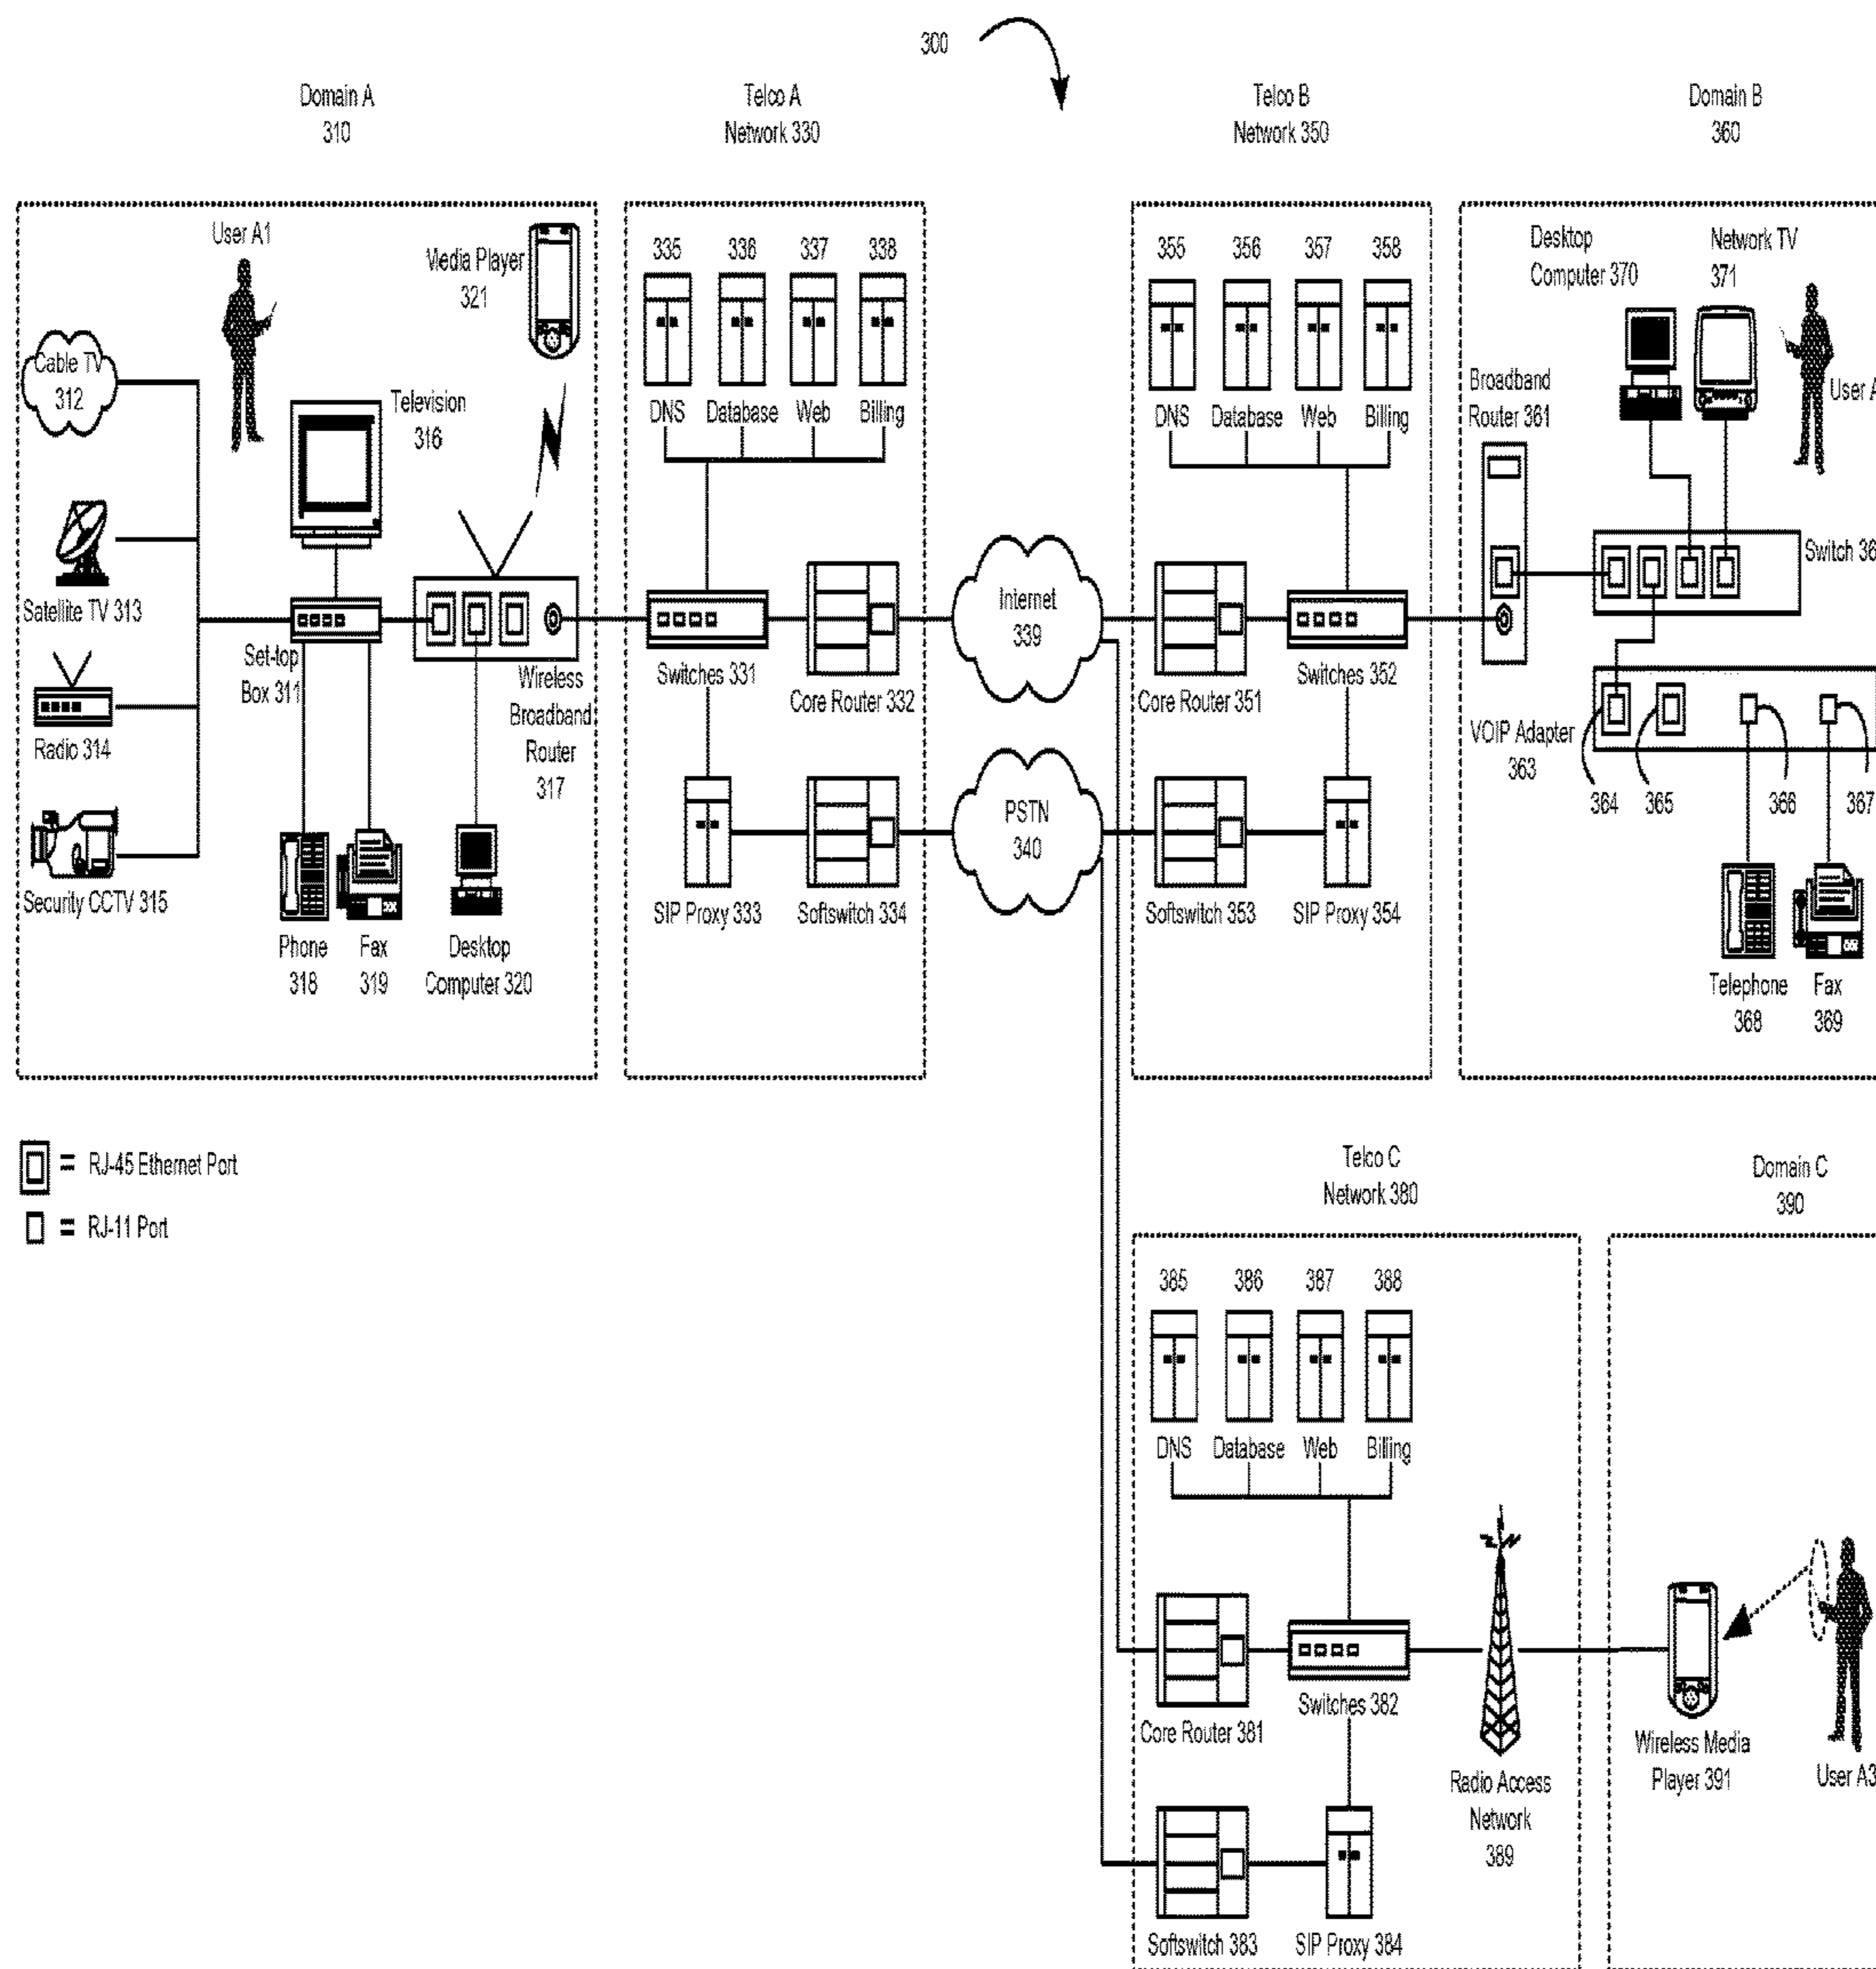 300
Domain A
310
Telco A
Network 330
Telco B
Network 350
Domain B
360
User A1
Media Player
321
Cable TV
312
Television
316
Satellite TV 313
Set-top
Box 311
Radio 314
Wireless
Broadband
Router
317
Security CCTV 315
Phone
318
Fax
319
Desktop
Computer 320
335
336
337
338
DNS
Database
Web
Billing
Switches 331
Core Router 332
SIP Proxy 333
Softswitch 334
Internet
339
PSTN
340
355
356
357
358
DNS
Database
Web
Billing
Core Router 351
Switches 352
Softswitch 353
SIP Proxy 354
Desktop
Computer 370
Network TV
371
Broadband
Router 361
User A
Switch 36
VOIP Adapter
363
364
365
366
367
Telephone
368
Fax
369
= RJ-45 Ethernet Port
= RJ-11 Port
Telco C
Network 380
Domain C
390
385
386
387
388
DNS
Database
Web
Billing
Core Router 381
Switches 382
Radio Access
Network
389
Softswitch 383
SIP Proxy 384
Wireless Media
Player 391
User A3